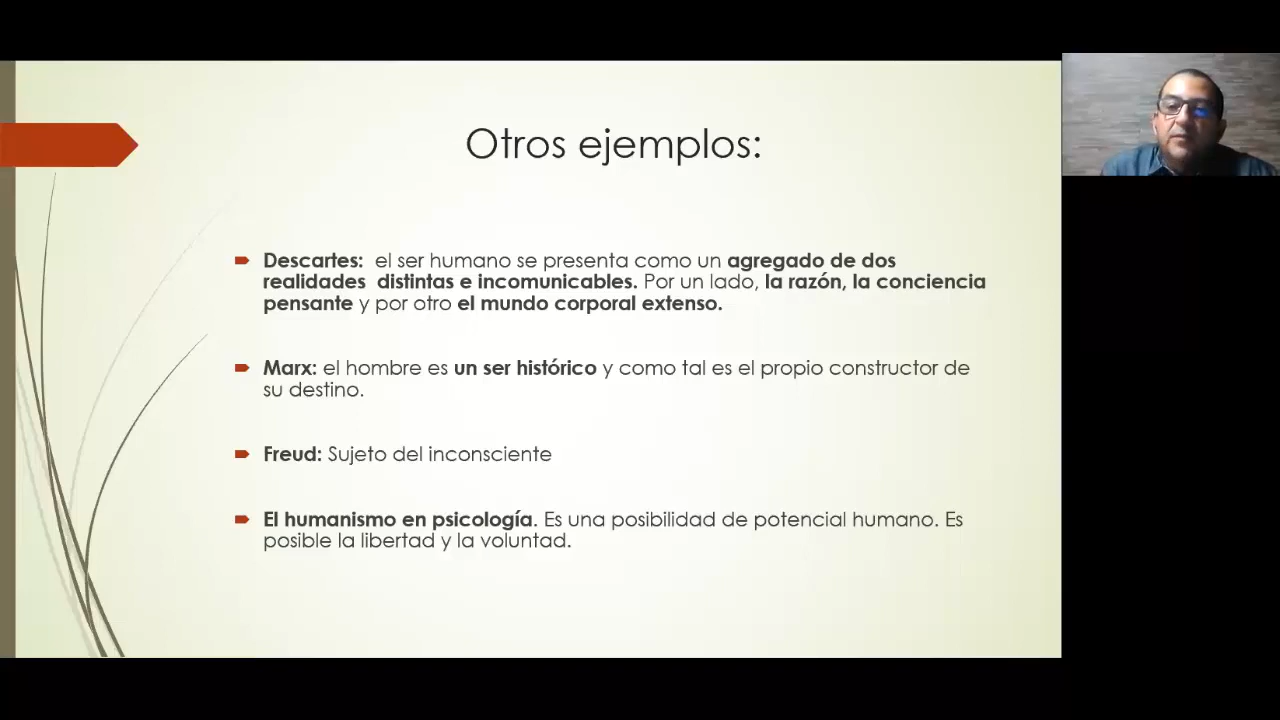 Otros ejemplos:
Descartes: el ser humano se presenta como un agregado de dos
realidades distintas e incomunicables. Por un lado, la razón, la conciencia
pensante y por otro el mundo corporal extenso.
Marx: el hombre es un ser histórico y como tal es el propio constructor de
su destino.
Freud: Sujeto del inconsciente
El humanismo en psicología. Es una posibilidad de potencial humano. Es
posible la libertad y la voluntad.